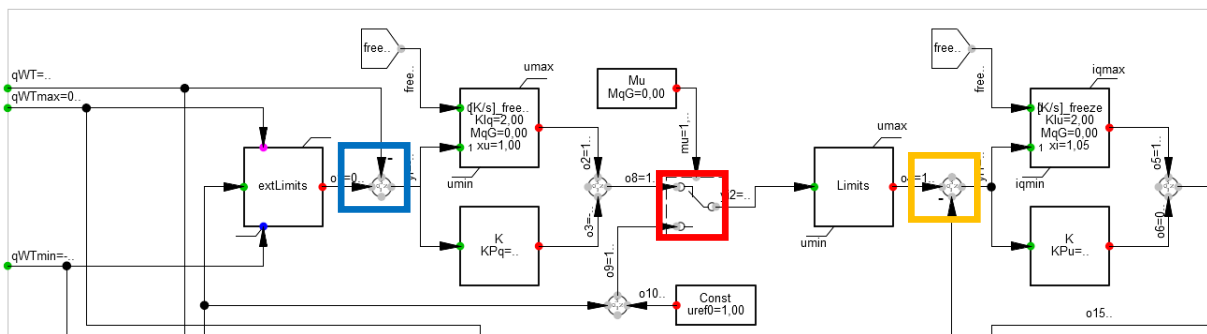 qWT=..
qWTmax=0..
qWTmin=-..
extLimits
o1=0..
-
free..
free..
umax
[K/s]_free..
KIq=2,00
MqG=0,00
xu=1,00
1
umin
K
KPq=..
o2=1..
o3=-..
o8=1..
o9=1..
o10..
Mu
MqG=0,00
mu=1,..
Const
uref0=1,00
y2=..
umax
Limits
umin
-
free..
free..
iqmax
[K/s]_freeze
KIu=2,00
MqG=0,00
xi=1,05
1
iqmin
K
KPu=..
o5=1..
o6=0..
o15..